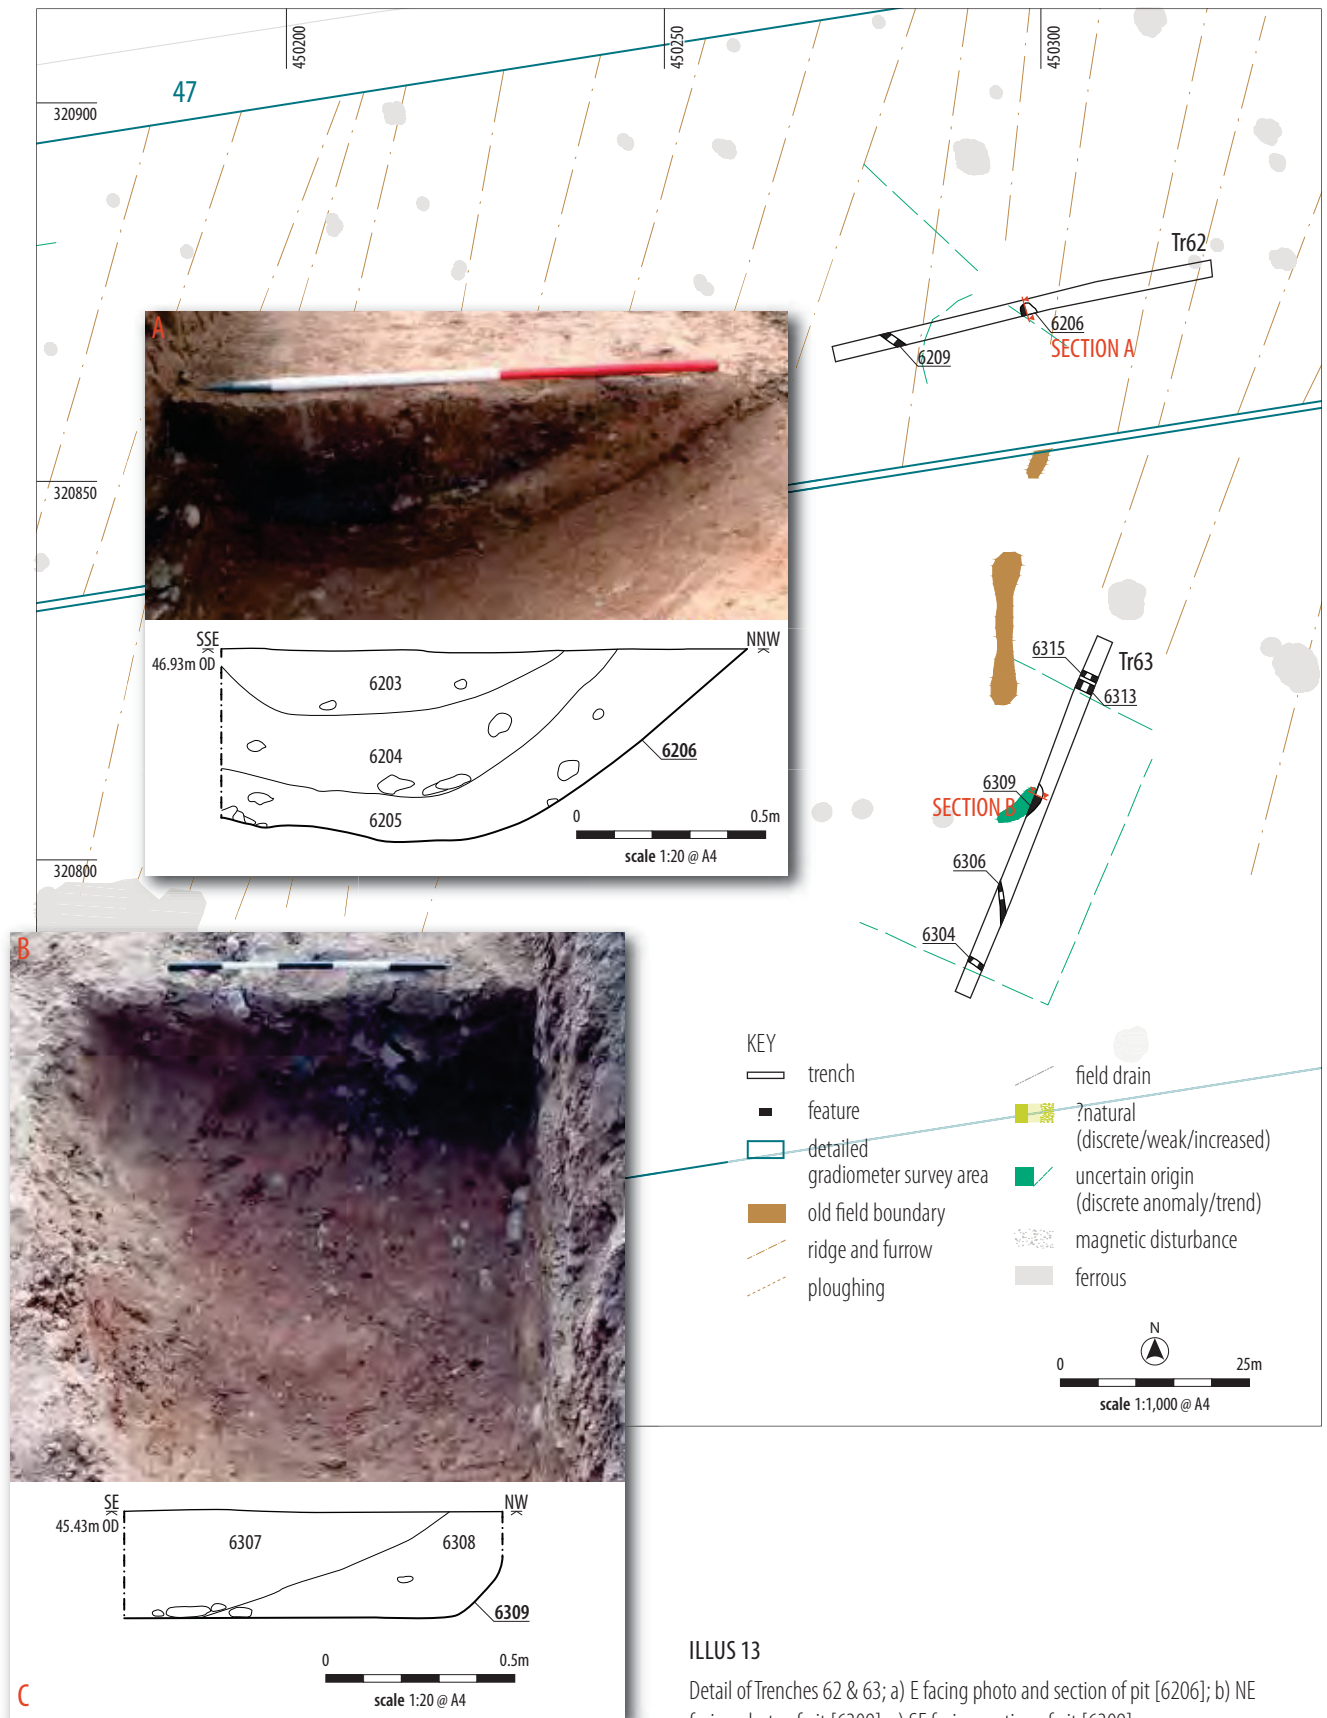 450200
450250
450300
47
320900
320850
320800
Tr62
6206
SECTION A
6209
A
SSE
NNW
46.93m OD
6203
6204
6205
6206
0
0.5m
scale 1:20 @ A4
6315
Tr63
6313
6309
SECTION B
6306
6304
B
SE
NW
45.43m OD
6307
6308
6309
0
0.5m
scale 1:20 @ A4
C
KEY
trench
feature
detailed
gradiometer survey area
old field boundary
ridge and furrow
ploughing
field drain
?natural
(discrete/weak/increased)
uncertain origin
(discrete anomaly/trend)
magnetic disturbance
ferrous
N
0
25m
scale 1:1,000 @ A4
ILLUS 13
Detail of Trenches 62 & 63; a) E facing photo and section of pit [6206]; b) NE